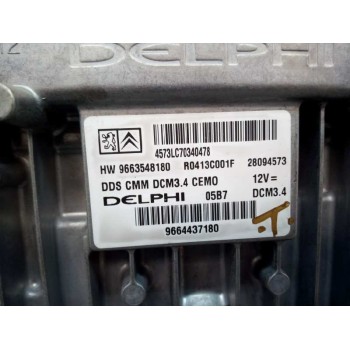 DELPHI
4573LC70340478
HW 9663548180 R0413C001F 28094573
DDS CMM DCM3.4 CEMO 12V=
DELPHI 05B7 DCM3.4
9664437180
.T.